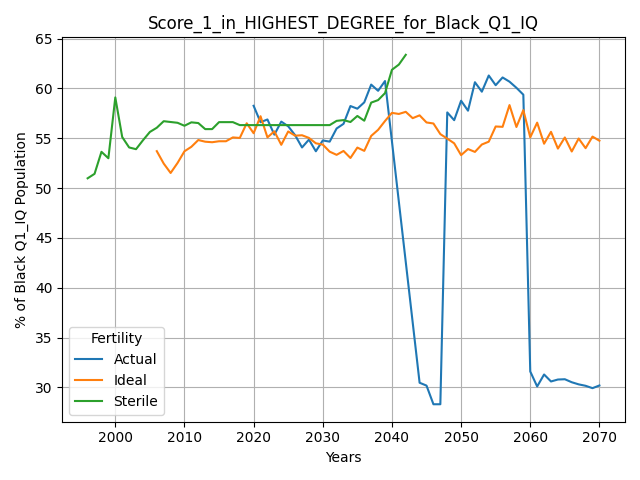 Score_1_in_HIGHEST_DEGREE_for_Black_Q1_IQ
% of Black Q1_IQ Population
65
60
55
50
45
40
35
30
Fertility
Actual
Ideal
Sterile
2000 2010 2020 2030 2040 2050 2060 2070
Years